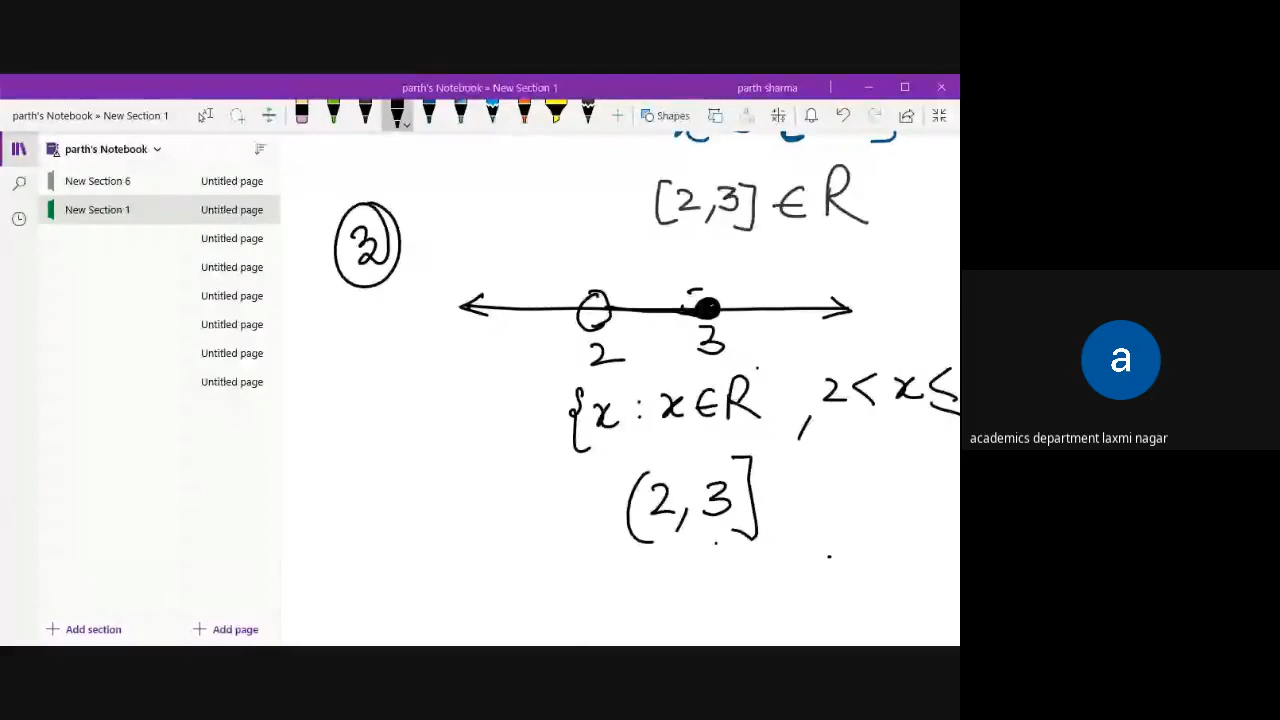 parth's Notebook » New Section 1
parth sharma
parth's Notebook » New Section 1
Shapes
parth's Notebook
New Section 6
Untitled page
New Section 1
Untitled page
Untitled page
Untitled page
Untitled page
Untitled page
Untitled page
Untitled page
Add section
Add page
[2,3] ∈ R
3
2
3
{x : x∈R , 2 < x ≤
(2, 3]
a
academics department laxmi nagar